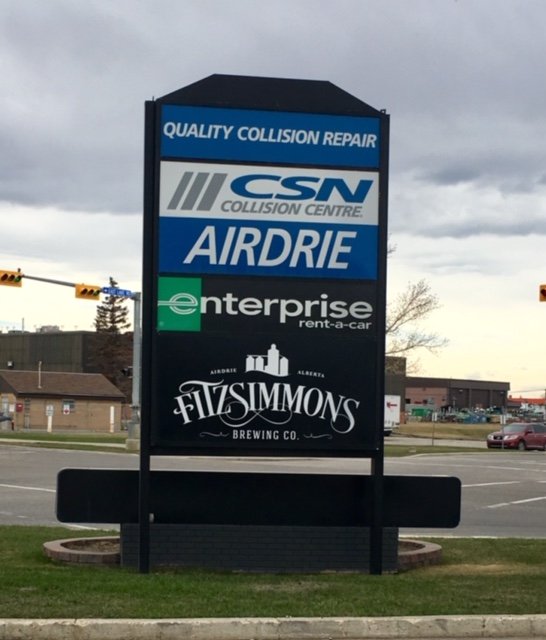 QUALITY COLLISION REPAIR
CSN
COLLISION CENTRE
AIRDRIE
enterprise
rent-a-car
AIRDRIE ALBERTA
FITZSIMMONS
BREWING CO.